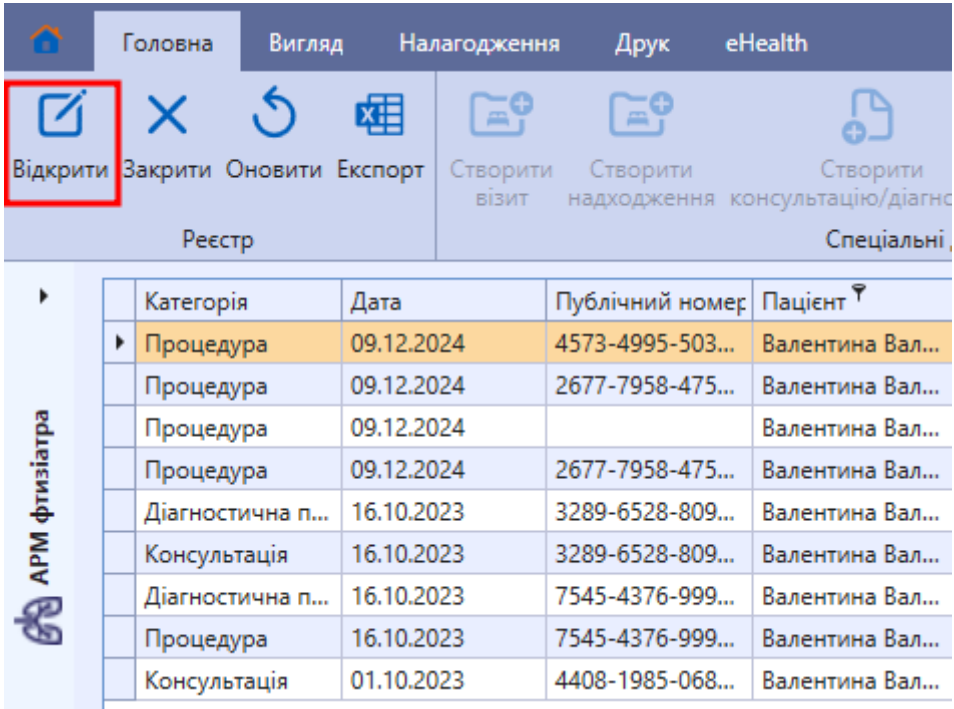 Головна Вигляд Налагодження Друк eHealth
Відкрити Закрити Оновити Експорт Створити візит Створити надходження Створити консультацію/діагно
Реєстр Спеціальні
Категорія Дата Публічний номер Пацієнт
Процедура 09.12.2024 4573-4995-503... Валентина Вал...
Процедура 09.12.2024 2677-7958-475... Валентина Вал...
Процедура 09.12.2024 Валентина Вал...
Процедура 09.12.2024 2677-7958-475... Валентина Вал...
Діагностична п... 16.10.2023 3289-6528-809... Валентина Вал...
Консультація 16.10.2023 3289-6528-809... Валентина Вал...
Діагностична п... 16.10.2023 7545-4376-999... Валентина Вал...
Процедура 16.10.2023 7545-4376-999... Валентина Вал...
Консультація 01.10.2023 4408-1985-068... Валентина Вал...
АРМ фтизіатра